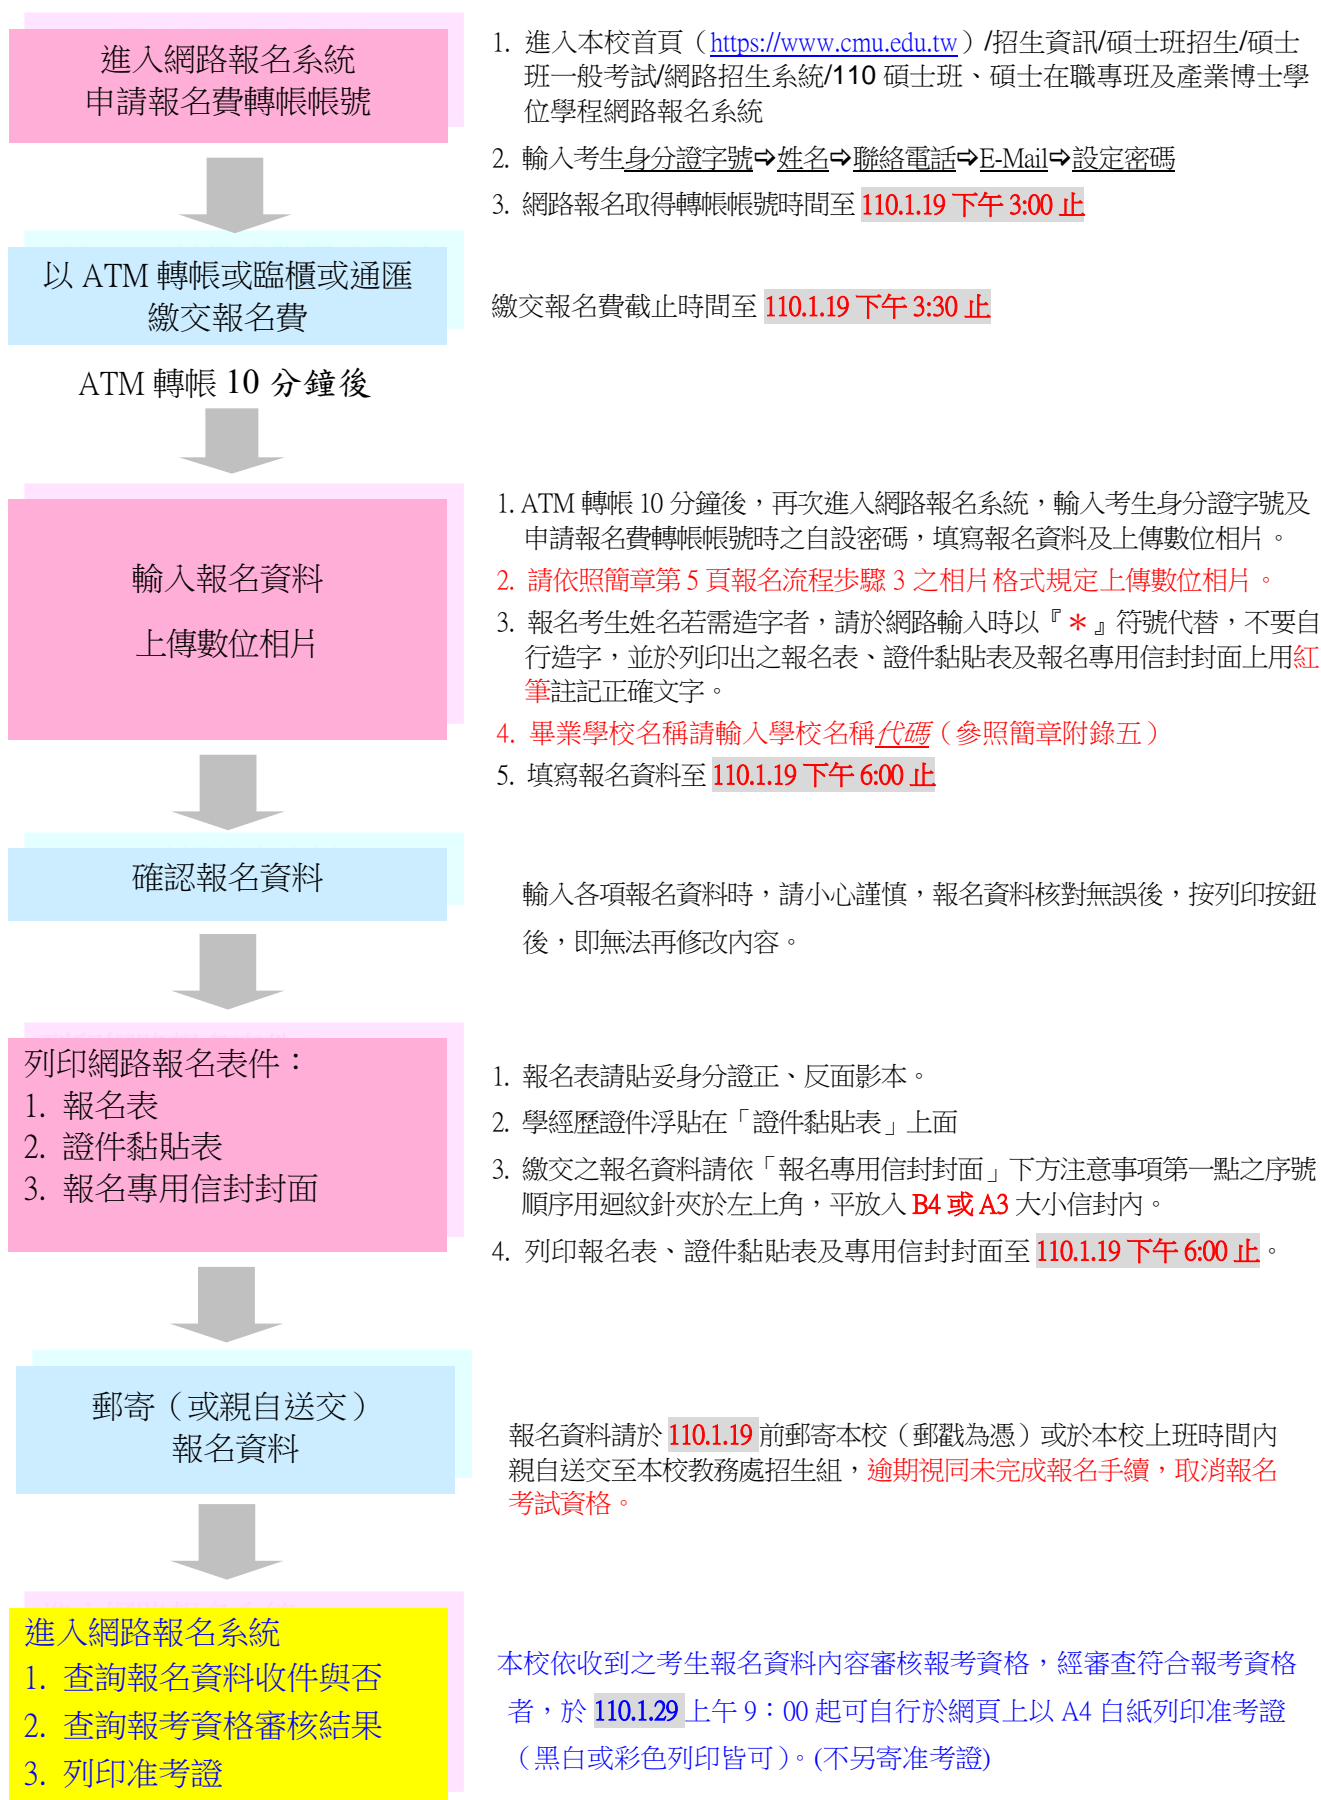 進入網路報名系統
申請報名費轉帳帳號
1. 進入本校首頁（https://www.cmu.edu.tw）/招生資訊/碩士班招生/碩士
班一般考試/網路招生系統/110 碩士班、碩士在職專班及產業博士學
位學程網路報名系統
2. 輸入考生身分證字號⇨姓名⇨聯絡電話⇨E-Mail⇨設定密碼
3. 網路報名取得轉帳帳號時間至 110.1.19 下午 3:00 止
以 ATM 轉帳或臨櫃或通匯
繳交報名費
繳交報名費截止時間至 110.1.19 下午 3:30 止
ATM 轉帳 10 分鐘後
輸入報名資料
上傳數位相片
1. ATM 轉帳 10 分鐘後，再次進入網路報名系統，輸入考生身分證字號及
申請報名費轉帳帳號時之自設密碼，填寫報名資料及上傳數位相片。
2. 請依照簡章第 5 頁報名流程步驟 3 之相片格式規定上傳數位相片。
3. 報名考生姓名若需造字者，請於網路輸入時以『＊』符號代替，不要自
行造字，並於列印出之報名表、證件黏貼表及報名專用信封封面上用紅
筆註記正確文字。
4. 畢業學校名稱請輸入學校名稱代碼（參照簡章附錄五）
5. 填寫報名資料至 110.1.19 下午 6:00 止
確認報名資料
輸入各項報名資料時，請小心謹慎，報名資料核對無誤後，按列印按鈕
後，即無法再修改內容。
列印網路報名表件：
1. 報名表
2. 證件黏貼表
3. 報名專用信封封面
1. 報名表請貼妥身分證正、反面影本。
2. 學經歷證件浮貼在「證件黏貼表」上面
3. 繳交之報名資料請依「報名專用信封封面」下方注意事項第一點之序號
順序用迴紋針夾於左上角，平放入 B4 或 A3 大小信封內。
4. 列印報名表、證件黏貼表及專用信封封面至 110.1.19 下午 6:00 止。
郵寄（或親自送交）
報名資料
報名資料請於 110.1.19 前郵寄本校（郵戳為憑）或於本校上班時間內
親自送交至本校教務處招生組，逾期視同未完成報名手續，取消報名
考試資格。
進入網路報名系統
1. 查詢報名資料收件與否
2. 查詢報考資格審核結果
3. 列印准考證
本校依收到之考生報名資料內容審核報考資格，經審查符合報考資格
者，於 110.1.29 上午 9：00 起可自行於網頁上以 A4 白紙列印准考證
（黑白或彩色列印皆可）。(不另寄准考證)